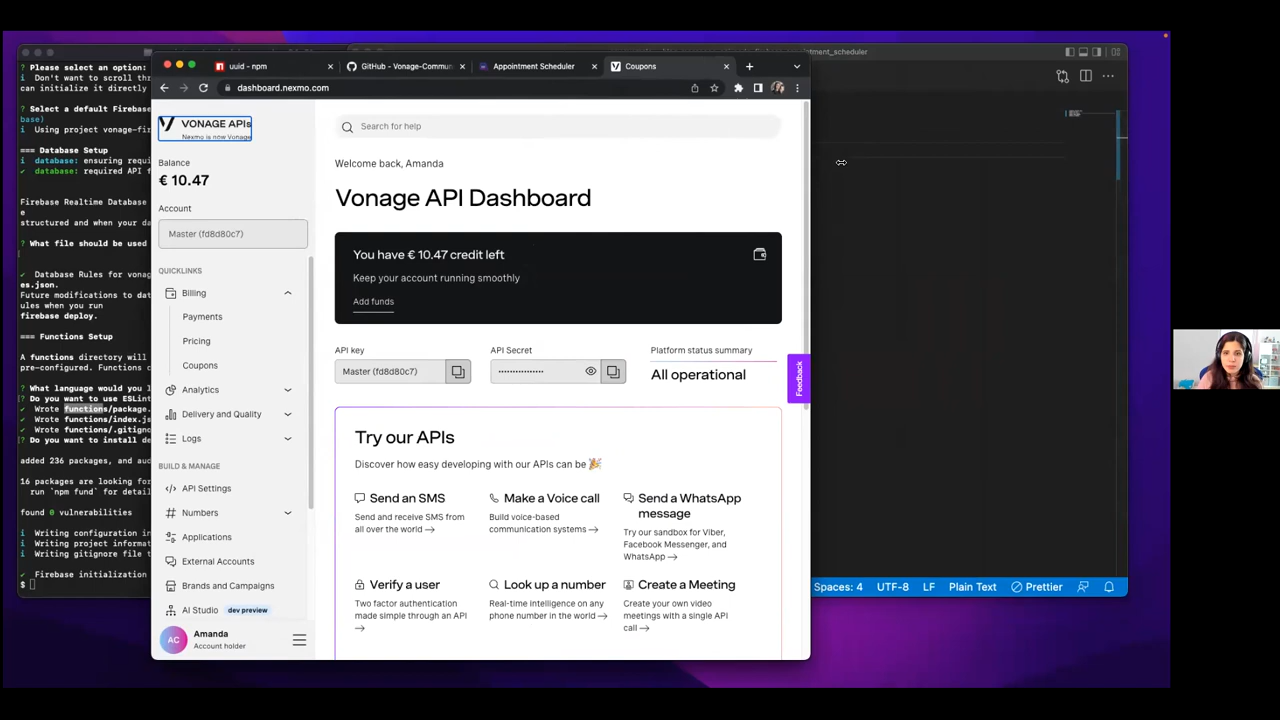 ? Please select an option:
i Don't want to scroll thr
can initialize it directly
? Select a default Firebase
base)
i Using project vonage-fir
=== Database Setup
i database: ensuring requi
✔ database: required API f
Firebase Realtime Database
e
structured and when your da
? What file should be used
✔ Database Rules for vonag
es.json.
Future modifications to dat
ules when you run
firebase deploy.
=== Functions Setup
A functions directory will
pre-configured. Functions c
? What language would you l
? Do you want to use ESLint
✔ Wrote functions/package.
✔ Wrote functions/index.js
✔ Wrote functions/.gitigno
? Do you want to install de
added 236 packages, and aud
16 packages are looking for
run `npm fund` for detail
found 0 vulnerabilities
i Writing configuration in
i Writing project informat
i Writing gitignore file t
✔ Firebase initialization
$
uuid - npm
GitHub - Vonage-Commun
Appointment Scheduler
Coupons
dashboard.nexmo.com
VONAGE APIs
Nexmo is now Vonage
Balance
€ 10.47
Account
Master (fd8d80c7)
QUICKLINKS
Billing
Payments
Pricing
Coupons
Analytics
Delivery and Quality
Logs
BUILD & MANAGE
API Settings
Numbers
Applications
External Accounts
Brands and Campaigns
AI Studio dev preview
AC
Amanda
Account holder
Search for help
Welcome back, Amanda
Vonage API Dashboard
You have € 10.47 credit left
Keep your account running smoothly
Add funds
API key
Master (fd8d80c7)
API Secret
Platform status summary
All operational
Feedback
Try our APIs
Discover how easy developing with our APIs can be 🎉
Send an SMS
Send and receive SMS from
all over the world →
Make a Voice call
Build voice-based
communication systems →
Send a WhatsApp
message
Try our sandbox for Viber,
Facebook Messenger, and
WhatsApp →
Verify a user
Two factor authentication
made simple through an API
→
Look up a number
Real-time intelligence on any
phone number in the world →
Create a Meeting
Create your own video
meetings with a single API
call →
Spaces: 4 UTF-8 LF Plain Text Prettier